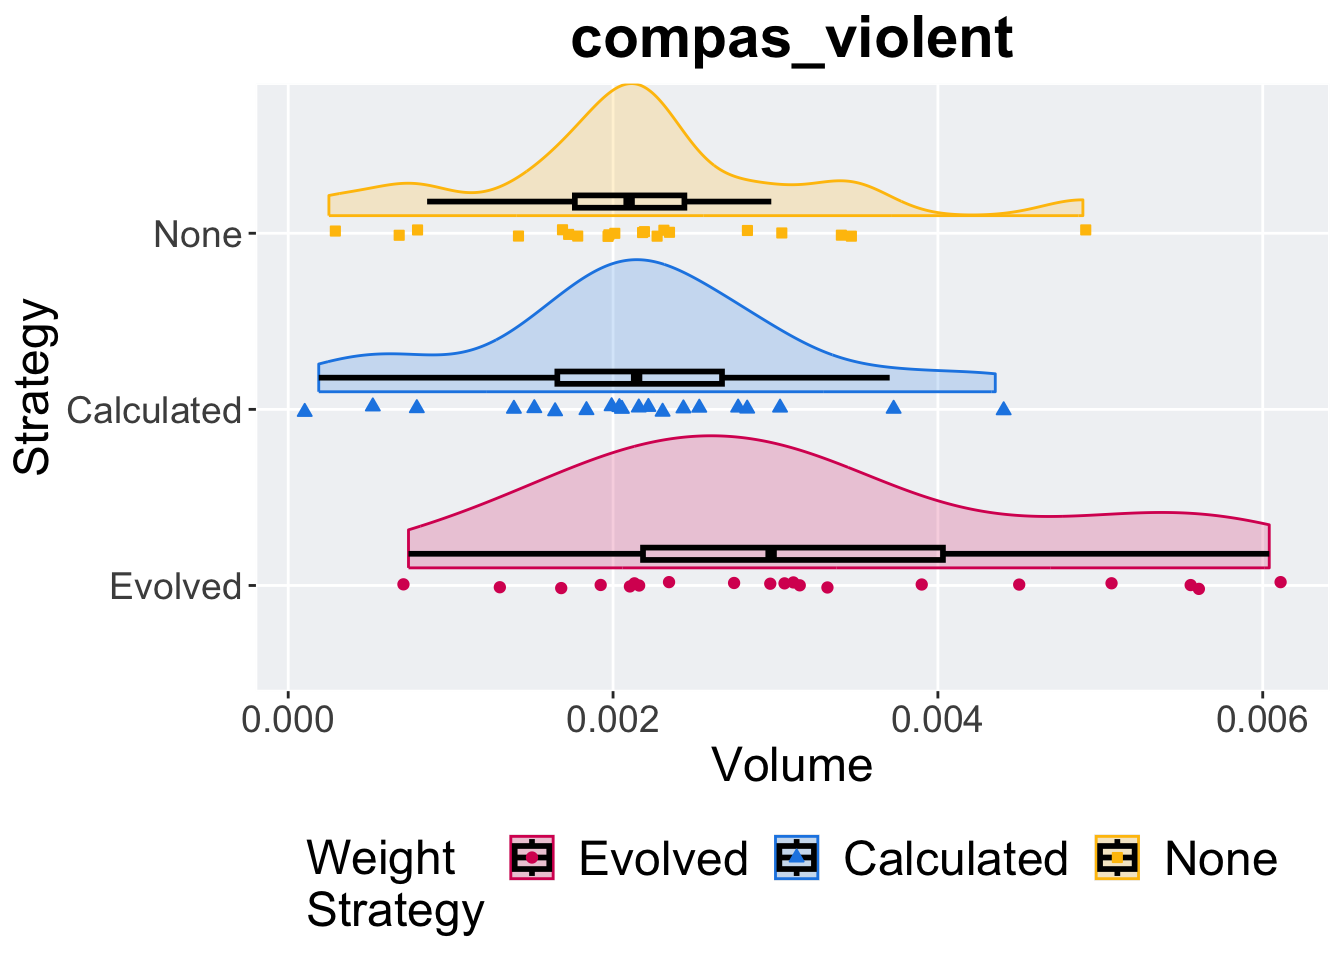 compas_violent
Strategy
None
Calculated
Evolved
0.000 0.002 0.004 0.006
Volume
Weight
Strategy
Evolved Calculated None